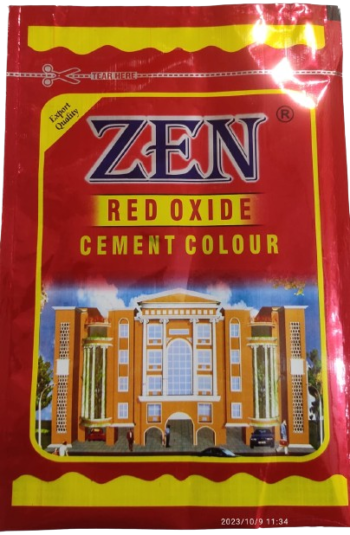 TEAR HERE
Export
Quality
ZEN ®
RED OXIDE
CEMENT COLOUR
2023/10/9 11:34